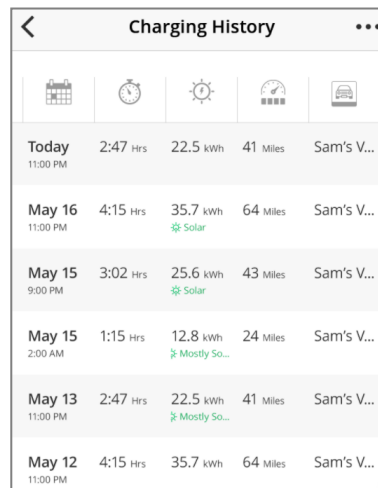 Charging History
Today 2:47 Hrs 22.5 kWh 41 Miles Sam's V...
11:00 PM
May 16 4:15 Hrs 35.7 kWh 64 Miles Sam's V...
11:00 PM Solar
May 15 3:02 Hrs 25.6 kWh 43 Miles Sam's V...
9:00 PM Solar
May 15 1:15 Hrs 12.8 kWh 24 Miles Sam's V...
2:00 AM Mostly So...
May 13 2:47 Hrs 22.5 kWh 41 Miles Sam's V...
11:00 PM Mostly So...
May 12 4:15 Hrs 35.7 kWh 64 Miles Sam's V...
11:00 PM